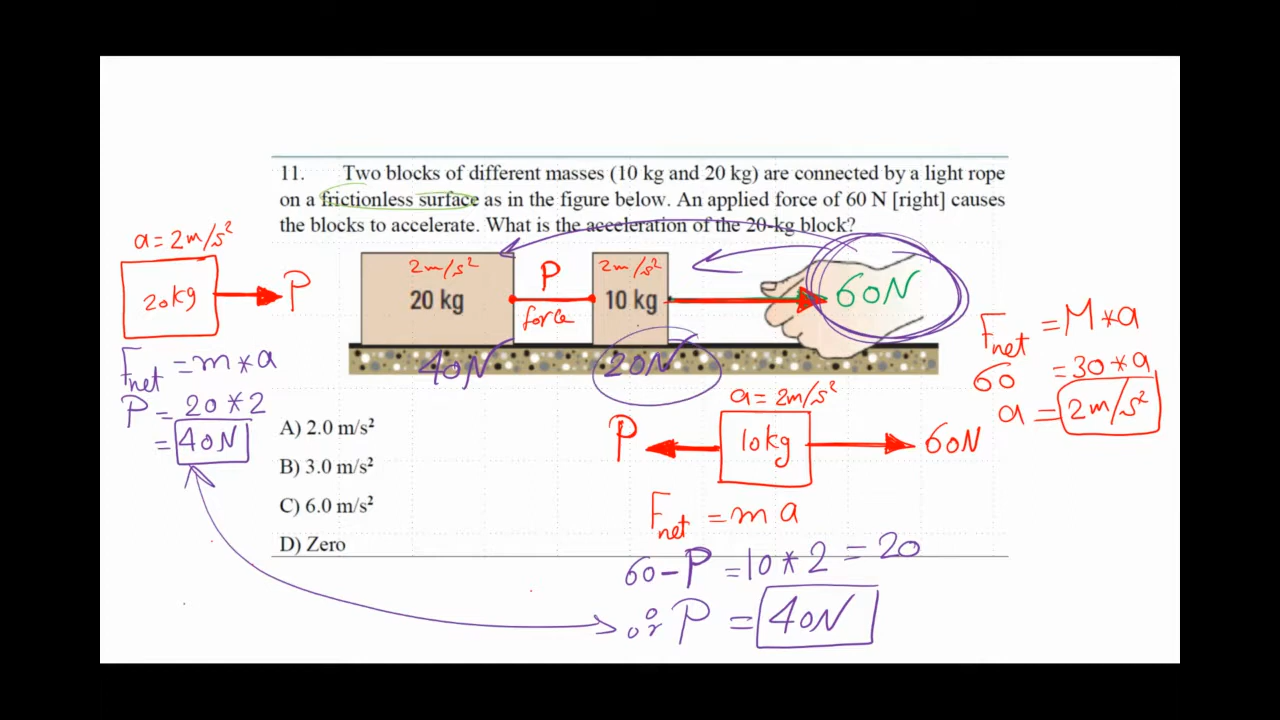 11. Two blocks of different masses (10 kg and 20 kg) are connected by a light rope
on a frictionless surface as in the figure below. An applied force of 60 N [right] causes
the blocks to accelerate. What is the acceleration of the 20-kg block?
a = 2m/s²
20kg
P
F_net = m * a
P = 20 * 2
= 40N
2m/s²
20 kg
P
force
2m/s²
10 kg
60N
40N
20N
F_net = M * a
60 = 30 * a
a = 2m/s²
A) 2.0 m/s²
B) 3.0 m/s²
C) 6.0 m/s²
D) Zero
a = 2m/s²
P
10kg
60N
F_net = m a
60 - P = 10 * 2 = 20
or P = 40N